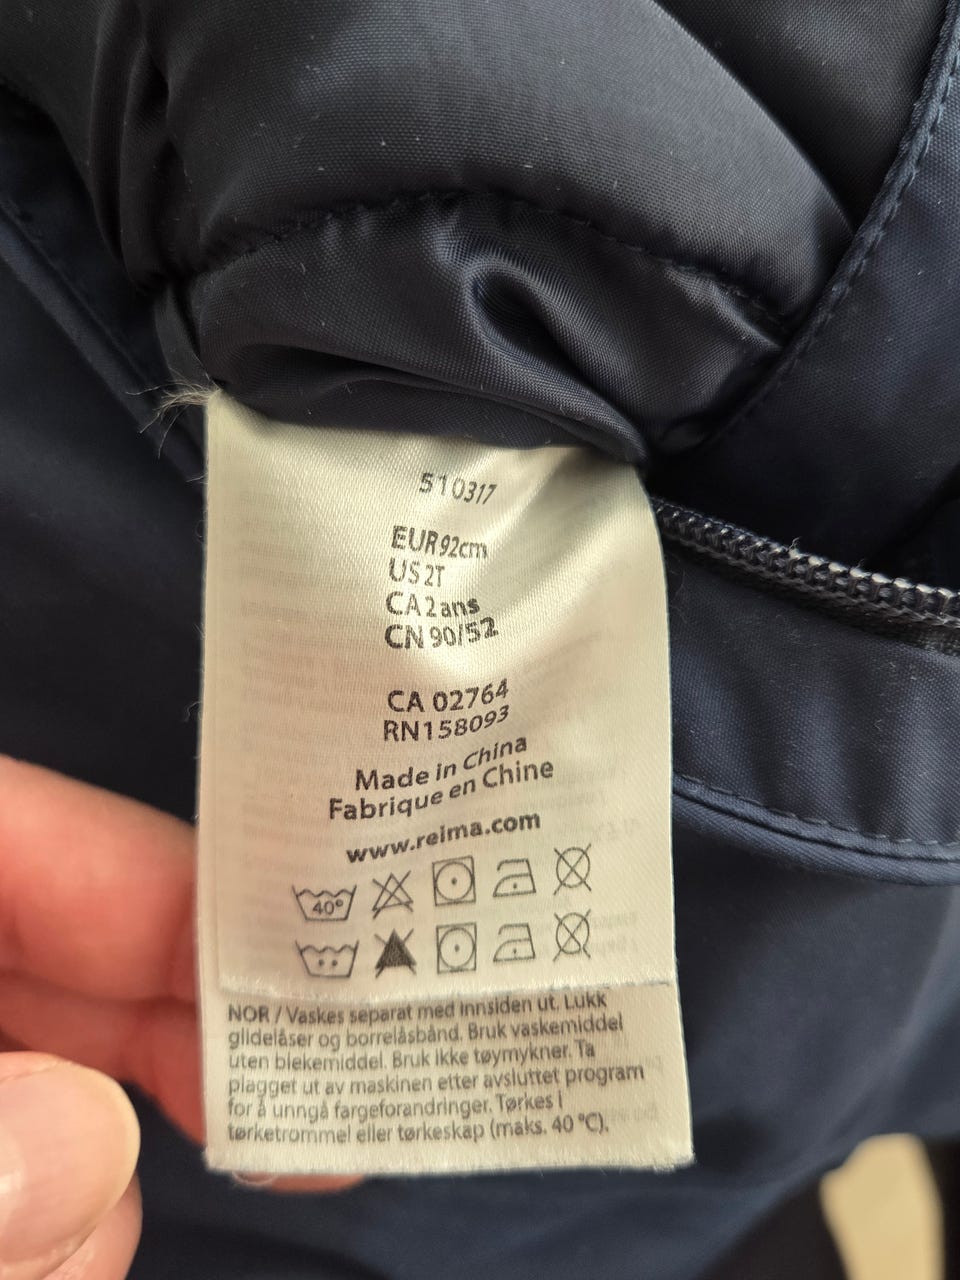 510317
EUR 92cm
US 2T
CA 2 ans
CN 90/52
CA 02764
RN158093
Made in China
Fabrique en Chine
www.reima.com
40°
NOR / Vaskes separat med innsiden ut. Lukk
glidelåser og borrelåsbånd. Bruk vaskemiddel
uten blekemiddel. Bruk ikke tøymykner. Ta
plagget ut av maskinen etter avsluttet program
for å unngå fargeforandringer. Tørkes i
tørketrommel eller tørkeskap (maks. 40 °C).